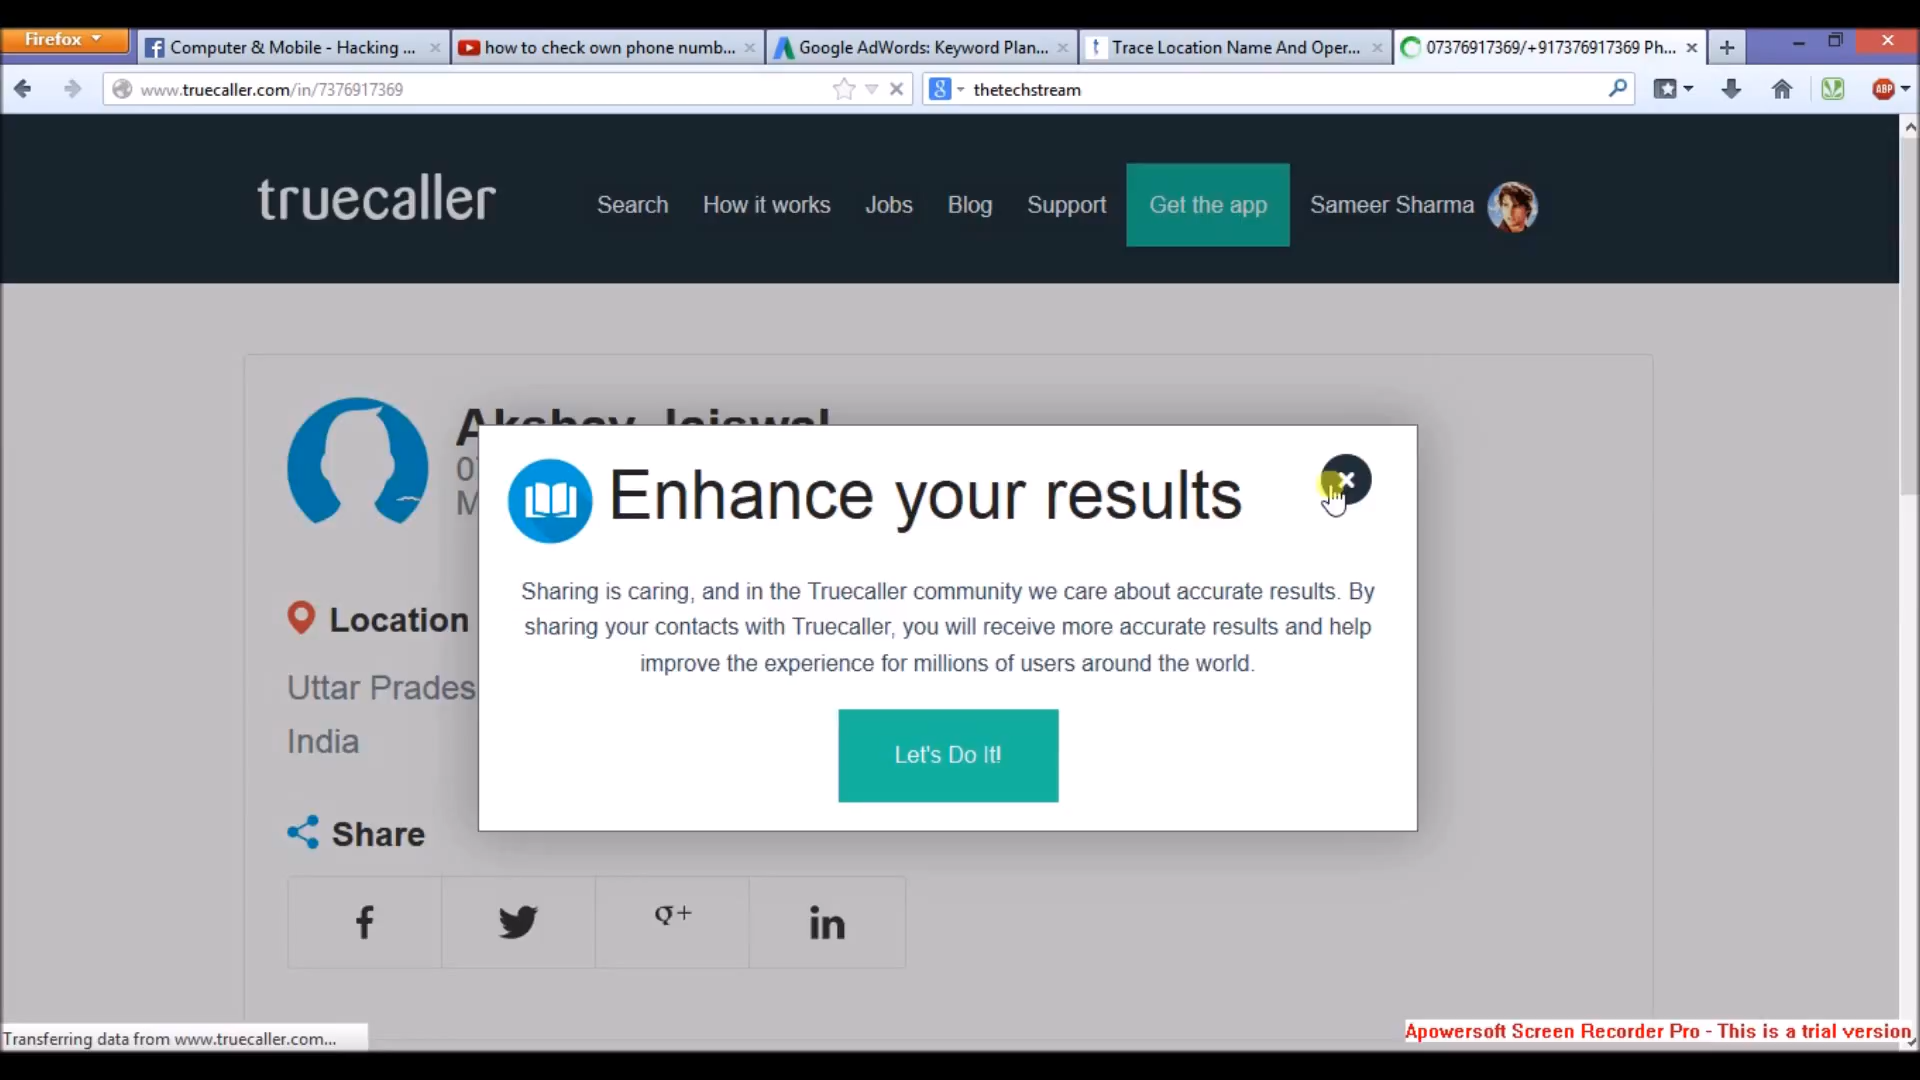 Firefox
Computer & Mobile - Hacking ...
how to check own phone numb...
Google AdWords: Keyword Plan...
Trace Location Name And Oper...
07376917369/+917376917369 Ph...
www.truecaller.com/in/7376917369
thetechstream
ABP
truecaller
Search
How it works
Jobs
Blog
Support
Get the app
Sameer Sharma
Akshay Jaiswal
Enhance your results
Sharing is caring, and in the Truecaller community we care about accurate results. By
sharing your contacts with Truecaller, you will receive more accurate results and help
improve the experience for millions of users around the world.
Let's Do It!
Location
Uttar Prades
India
Share
Transferring data from www.truecaller.com...
Apowersoft Screen Recorder Pro - This is a trial version